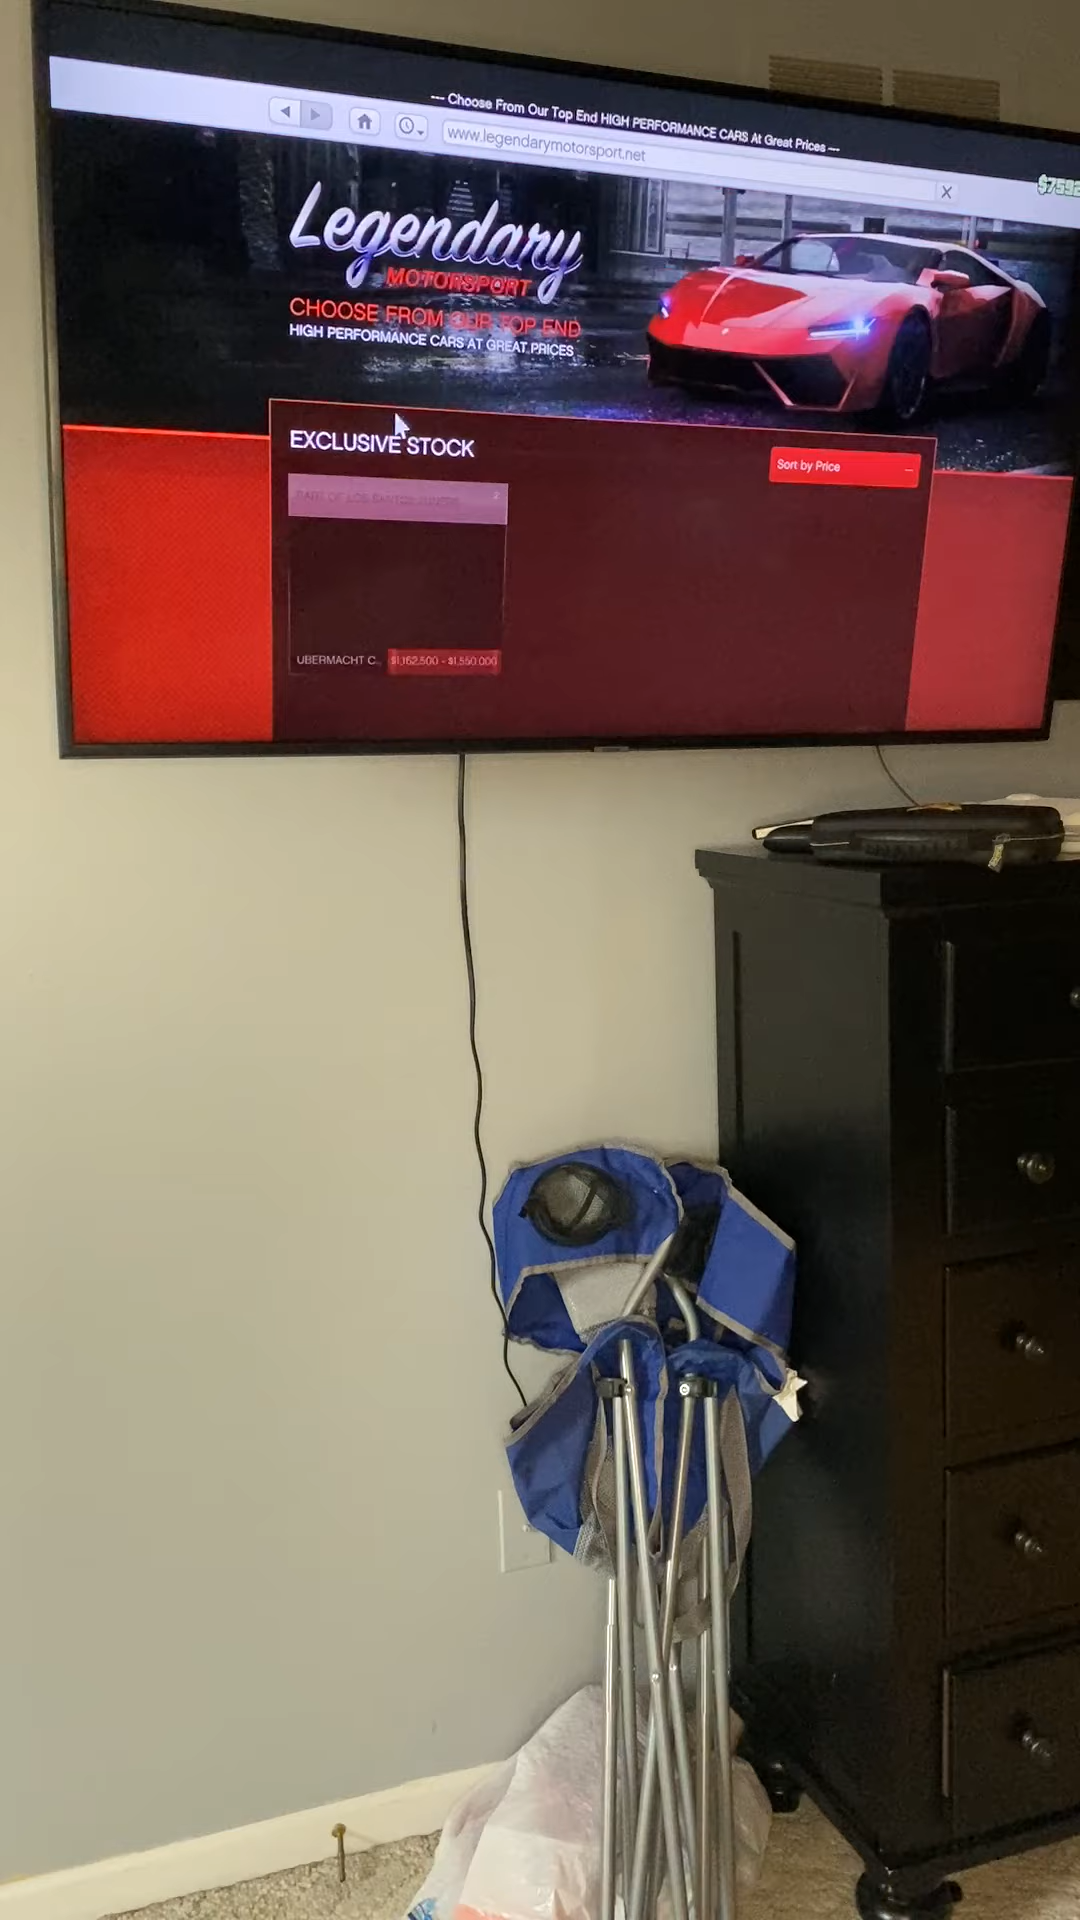 --- Choose From Our Top End HIGH PERFORMANCE CARS At Great Prices ---
www.legendarymotorsport.net
Legendary
MOTORSPORT
CHOOSE FROM OUR TOP END
HIGH PERFORMANCE CARS AT GREAT PRICES
EXCLUSIVE STOCK
Sort by Price
2
UBERMACHT C.. $1,162,500 - $1,550,000